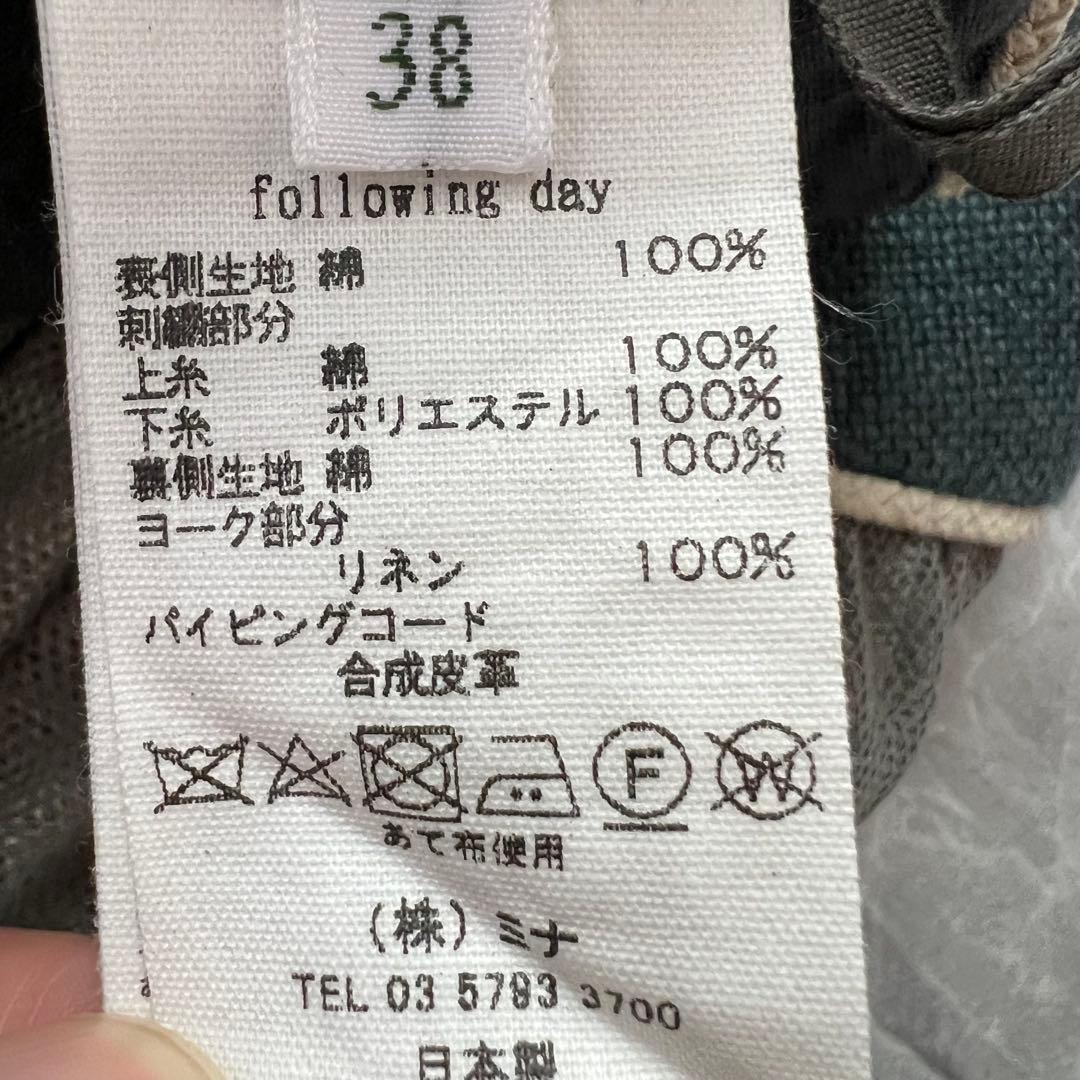 38
following day
表側生地 綿 100%
刺繍部分
上糸 綿 100%
下糸 ポリエステル 100%
裏側生地 綿 100%
ヨーク部分
リネン 100%
パイピングコード
合成皮革
F W
あて布使用
(株)ミナ
TEL 03 5793 3700
日本製